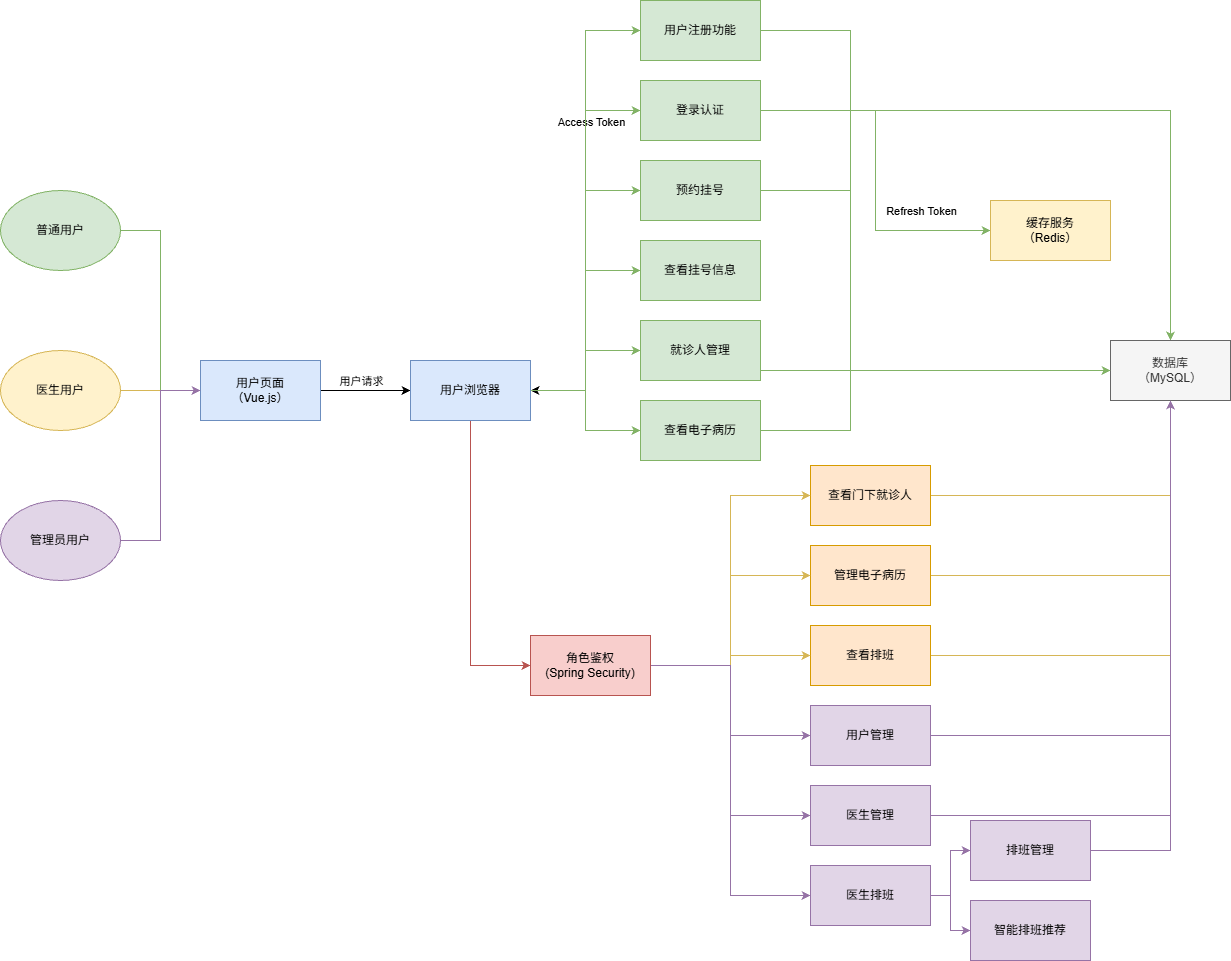 用户注册功能
登录认证
Access Token
预约挂号
Refresh Token
缓存服务
（Redis）
普通用户
查看挂号信息
就诊人管理
数据库
（MySQL）
医生用户
用户页面
（Vue.js）
用户请求
用户浏览器
查看电子病历
查看门下就诊人
管理员用户
管理电子病历
角色鉴权
(Spring Security）
查看排班
用户管理
医生管理
排班管理
医生排班
智能排班推荐